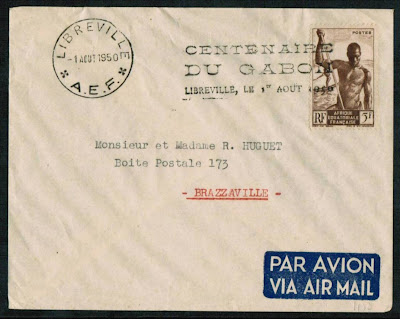 LIBREVILLE
-1 AOUT 1950
A.E.F.
CENTENAIRE
DU GABON
LIBREVILLE, LE 1er AOUT 1950
POSTES
AFRIQUE
EQUATORIALE
FRANÇAISE
RF 5F
Monsieur et Madame R. HUGUET
Boite Postale 173
- BRAZZAVILLE -
PAR AVION
VIA AIR MAIL